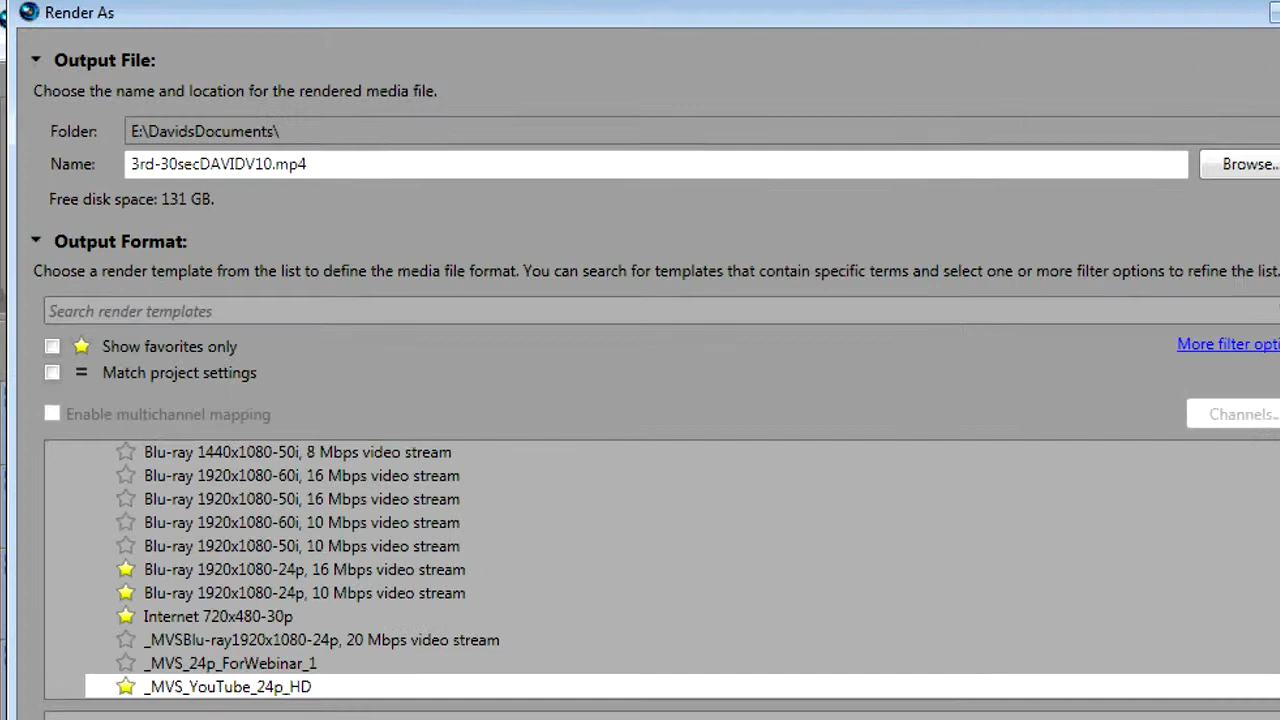 Render As
Output File:
Choose the name and location for the rendered media file.
Folder: E:\DavidsDocuments\
Name: 3rd-30secDAVIDV10.mp4 Browse..
Free disk space: 131 GB.
Output Format:
Choose a render template from the list to define the media file format. You can search for templates that contain specific terms and select one or more filter options to refine the list.
Search render templates
Show favorites only More filter opti
= Match project settings
Enable multichannel mapping Channels..
Blu-ray 1440x1080-50i, 8 Mbps video stream
Blu-ray 1920x1080-60i, 16 Mbps video stream
Blu-ray 1920x1080-50i, 16 Mbps video stream
Blu-ray 1920x1080-60i, 10 Mbps video stream
Blu-ray 1920x1080-50i, 10 Mbps video stream
Blu-ray 1920x1080-24p, 16 Mbps video stream
Blu-ray 1920x1080-24p, 10 Mbps video stream
Internet 720x480-30p
_MVSBlu-ray1920x1080-24p, 20 Mbps video stream
_MVS_24p_ForWebinar_1
_MVS_YouTube_24p_HD